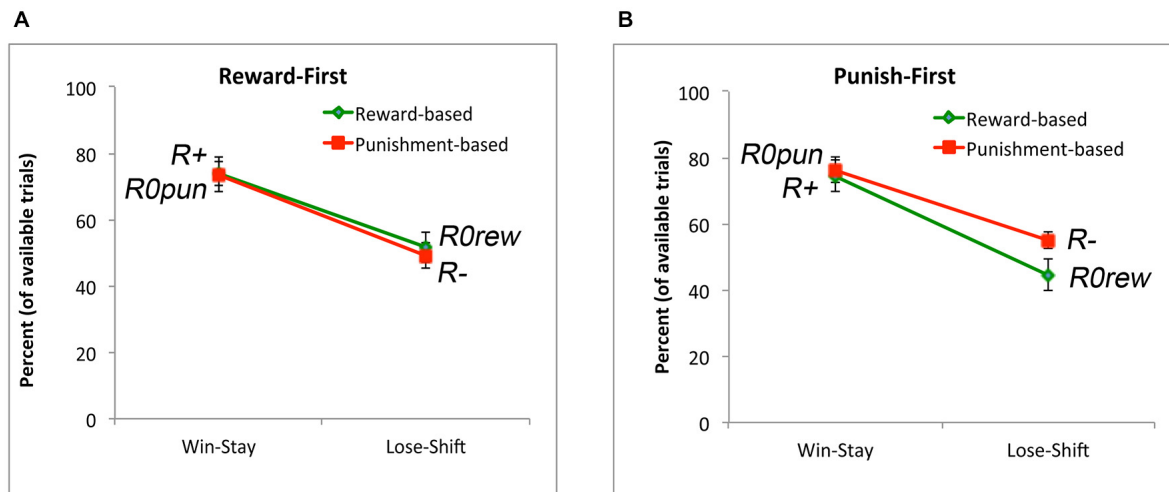 A
Reward-First
Reward-based
Punishment-based
Percent (of available trials)
100
80
60
40
20
0
R+
R0pun
R0rew
R-
Win-Stay
Lose-Shift
B
Punish-First
Reward-based
Punishment-based
Percent (of available trials)
100
80
60
40
20
0
R0pun
R+
R-
R0rew
Win-Stay
Lose-Shift